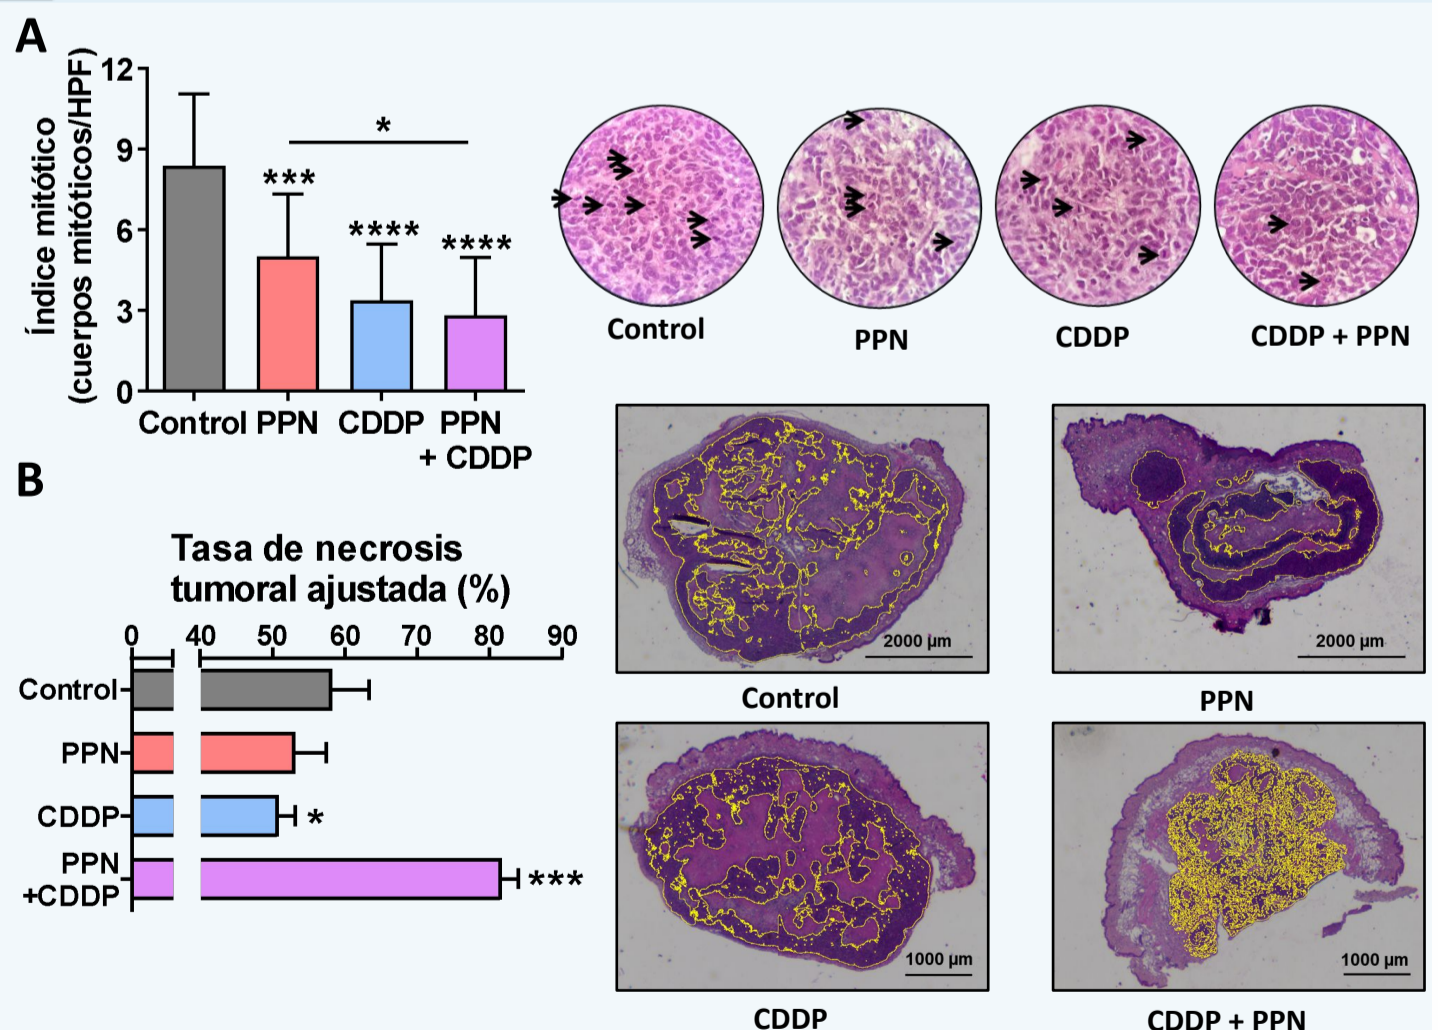 A
Índice mitótico
(cuerpos mitóticos/HPF)
12
9
6
3
0
*
***
****
****
Control PPN CDDP PPN
+ CDDP
Control
PPN
CDDP
CDDP + PPN
B
Tasa de necrosis
tumoral ajustada (%)
0 40 50 60 70 80 90
Control
PPN
CDDP
*
PPN
+CDDP
***
2000 µm
Control
2000 µm
PPN
1000 µm
CDDP
1000 µm
CDDP + PPN